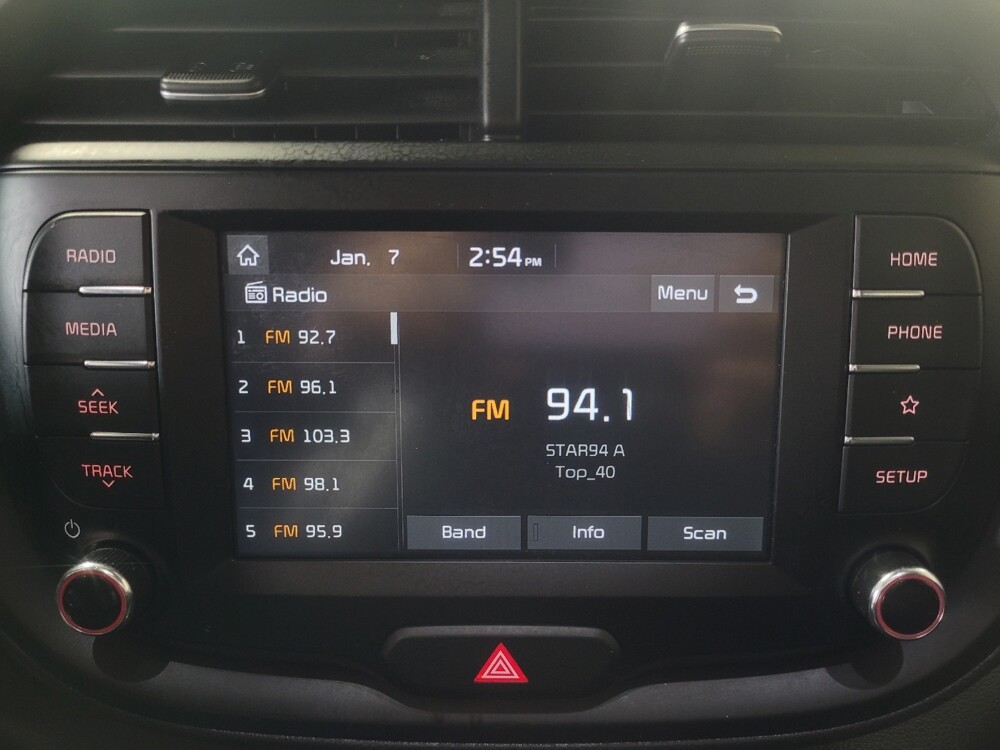 RADIO
MEDIA
SEEK
TRACK
Jan. 7 2:54 PM
Radio Menu
1 FM 92.7
2 FM 96.1
3 FM 103.3
4 FM 98.1
5 FM 95.9
FM 94.1
STAR94 A
Top_40
Band Info Scan
HOME
PHONE
SETUP